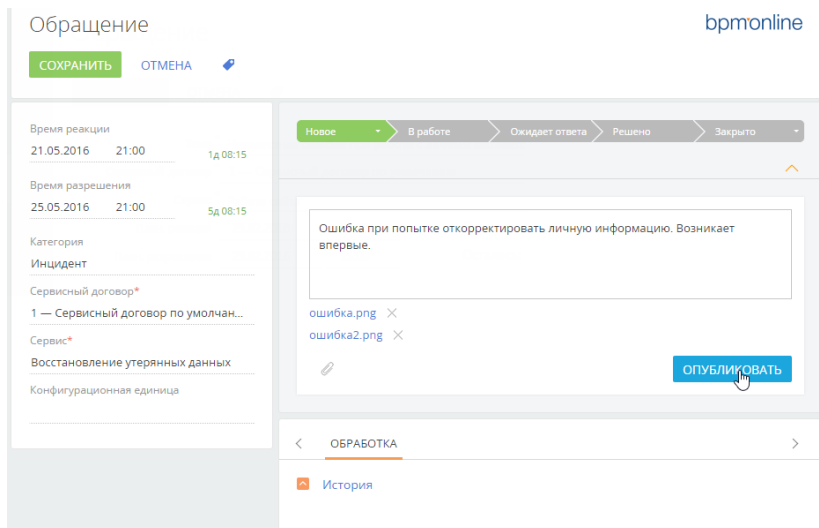 Обращение
bpm'online
СОХРАНИТЬ ОТМЕНА
Время реакции
21.05.2016 21:00 1д 08:15
Время разрешения
25.05.2016 21:00 5д 08:15
Категория
Инцидент
Сервисный договор*
1 — Сервисный договор по умолчан...
Сервис*
Восстановление утерянных данных
Конфигурационная единица
Новое В работе Ожидает ответа Решено Закрыто
Ошибка при попытке откорректировать личную информацию. Возникает
впервые.
ошибка.png
ошибка2.png
ОПУБЛИКОВАТЬ
ОБРАБОТКА
История